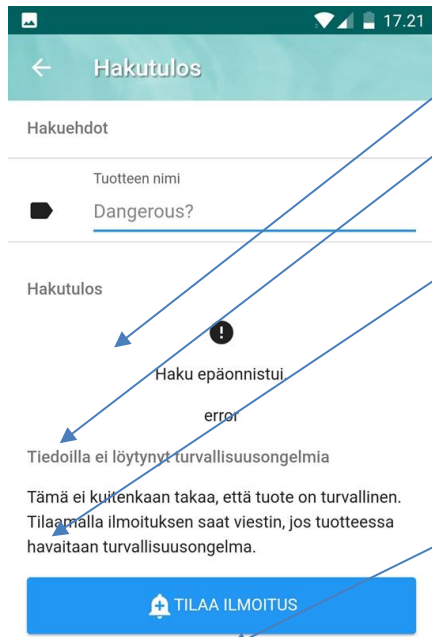 17.21
Hakutulos
Hakuehdot
Tuotteen nimi
Dangerous?
Hakutulos
Haku epäonnistui.
error
Tiedoilla ei löytynyt turvallisuusongelmia
Tämä ei kuitenkaan takaa, että tuote on turvallinen.
Tilaamalla ilmoituksen saat viestin, jos tuotteessa
havaitaan turvallisuusongelma.
TILAA ILMOITUS